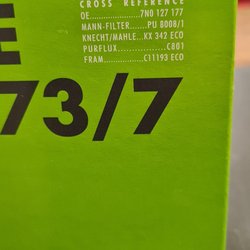 CROSS REFERENCE
OE...............7N0 127 177
MANN-FILTER......PU 8008/1
KNECHT/MAHLE..KX 342 ECO
PURFLUX..............C801
FRAM...............C11193 ECO
E
73/7